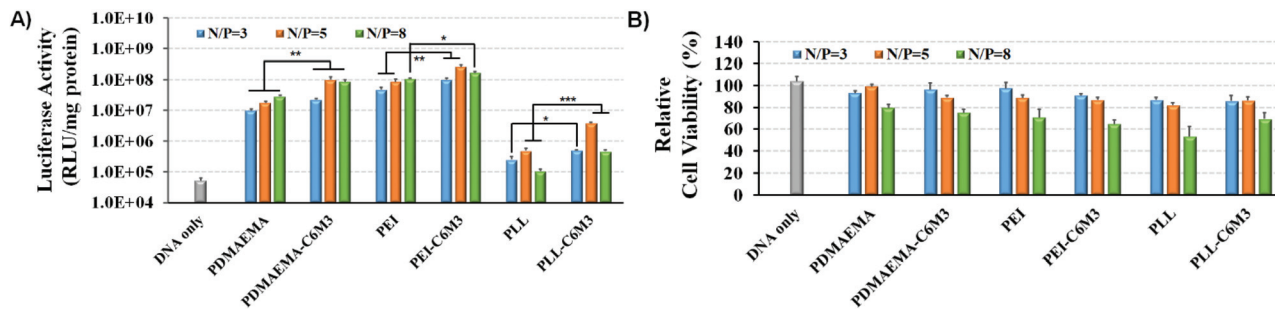 A)
Luciferase Activity
(RLU/mg protein)
1.0E+10
1.0E+09
1.0E+08
1.0E+07
1.0E+06
1.0E+05
1.0E+04
N/P=3 N/P=5 N/P=8
**
**
*
*
***
DNA only
PDMAEMA
PDMAEMA-C6M3
PEI
PEI-C6M3
PLL
PLL-C6M3
B)
Relative
Cell Viability (%)
140
120
100
80
60
40
20
0
N/P=3 N/P=5 N/P=8
DNA only
PDMAEMA
PDMAEMA-C6M3
PEI
PEI-C6M3
PLL
PLL-C6M3